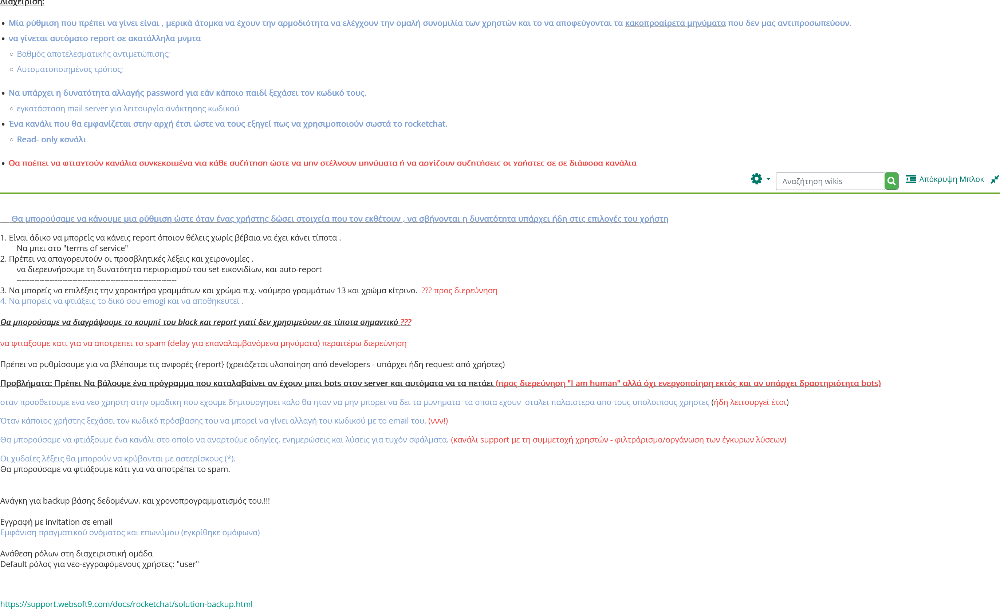 Διαχείριση:
Μία ρύθμιση που πρέπει να γίνει είναι , μερικά άτομκα να έχουν την αρμοδιότητα να ελέγχουν την ομαλή συνομιλία των χρηστών και το να αποφεύγονται τα κακοπροαίρετα μηνύματα που δεν μας αντιπροσωπεύουν.
να γίνεται αυτόματο report σε ακατάλληλα μνμτα
Βαθμός αποτελεσματικής αντιμετώπισης;
Αυτοματοποιημένος τρόπος;
Να υπάρχει η δυνατότητα αλλαγής password για εάν κάποιο παιδί ξεχάσει τον κωδικό τους.
εγκατάσταση mail server για λειτουργία ανάκτησης κωδικού
Ένα κανάλι που θα εμφανίζεται στην αρχή έτσι ώστε να τους εξηγεί πως να χρησιμοποιούν σωστά το rocketchat.
Read- only κσνάλι
Θα πρέπει να φτιαχτούν κανάλια συγκεκριμένα για κάθε συζήτηση ώστε να μην στέλνουν μηνύματα ή να αρχίζουν συζητήσεις οι χρήστες σε σε διάφορα κανάλια
Αναζήτηση wikis
Απόκρυψη Μπλοκ
Θα μπορούσαμε να κάνουμε μια ρύθμιση ώστε όταν ένας χρήστης δώσει στοιχεία που τον εκθέτουν , να σβήνονται η δυνατότητα υπάρχει ήδη στις επιλογές του χρήστη
1. Είναι άδικο να μπορείς να κάνεις report όποιον θέλεις χωρίς βέβαια να έχει κάνει τίποτα .
Να μπει στο "terms of service"
2. Πρέπει να απαγορευτούν οι προσβλητικές λέξεις και χειρονομίες .
να διερευνήσουμε τη δυνατότητα περιορισμού του set εικονιδίων, και auto-report
---------------------------------------------------------------
3. Να μπορείς να επιλέξεις την χαρακτήρα γραμμάτων και χρώμα π.χ. νούμερο γραμμάτων 13 και χρώμα κίτρινο.  ??? προς διερεύνηση
4. Να μπορείς να φτιάξεις το δικό σου emogi και να αποθηκευτεί .
Θα μπορούσαμε να διαγράψουμε το κουμπί του block και report γιατί δεν χρησιμεύουν σε τίποτα σημαντικό ???
να φτιαξουμε κατι για να αποτρεπει το spam (delay για επαναλαμβανόμενα μηνύματα) περαιτέρω διερεύνηση
Πρέπει να ρυθμίσουμε για να βλέπουμε τις ανφορές {report} (χρειάζεται υλοποίηση από developers - υπάρχει ήδη request από χρήστες)
Προβλήματα: Πρέπει Να βάλουμε ένα πρόγραμμα που καταλαβαίνει αν έχουν μπει bots στον server και αυτόματα να τα πετάει (προς διερεύνηση "I am human" αλλά όχι ενεργοποίηση εκτός και αν υπάρχει δραστηριότητα bots)
οταν προσθετουμε ενα νεο χρηστη στην ομαδικη που εχουμε δημιουργησει καλο θα ηταν να μην μπορει να δει τα μυνηματα  τα οποια εχουν  σταλει παλαιοτερα απο τους υπολοιπους χρηστες (ήδη λειτουργεί έτσι)
Όταν κάποιος χρήστης ξεχάσει τον κωδικό πρόσβασης του να μπορεί να γίνει αλλαγή του κωδικού με το email του. (ννν!)
Θα μπορούσαμε να φτιάξουμε ένα κανάλι στο οποίο να αναρτούμε οδηγίες, ενημερώσεις και λύσεις για τυχόν σφάλματα. (κανάλι support με τη συμμετοχή χρηστών - φιλτράρισμα/οργάνωση των έγκυρων λύσεων)
Οι χυδαίες λέξεις θα μπορούν να κρύβονται με αστερίσκους (*).
Θα μπορούσαμε να φτιάξουμε κάτι για να αποτρέπει το spam.
Ανάγκη για backup βάσης δεδομένων, και χρονοπρογραμματισμός του.!!!
Εγγραφή με invitation σε email
Εμφάνιση πραγματικού ονόματος και επωνύμου (εγκρίθηκε ομόφωνα)
Ανάθεση ρόλων στη διαχειριστική ομάδα
Default ρόλος για νεο-εγγραφόμενους χρήστες: "user"
https://support.websoft9.com/docs/rocketchat/solution-backup.html